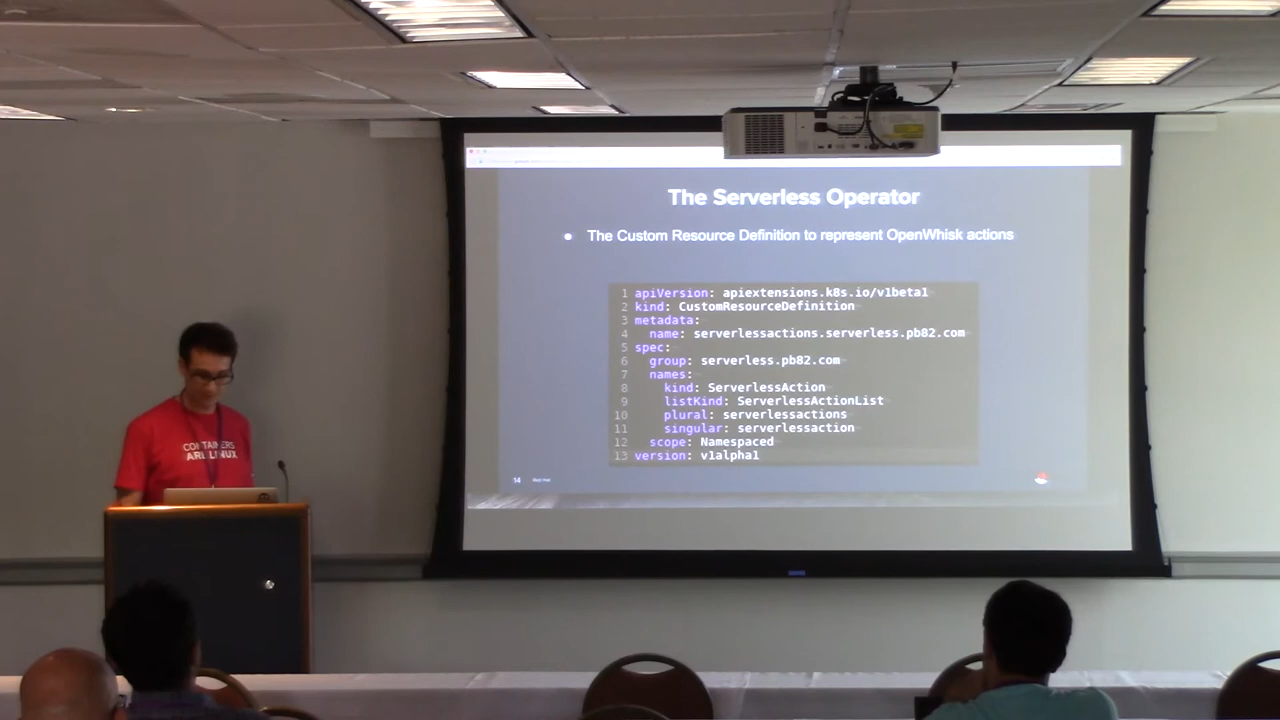 The Serverless Operator
● The Custom Resource Definition to represent OpenWhisk actions
1 apiVersion: apiextensions.k8s.io/v1beta1
2 kind: CustomResourceDefinition
3 metadata:
4 name: serverlessactions.serverless.pb82.com
5 spec:
6 group: serverless.pb82.com
7 names:
8 kind: ServerlessAction
9 listKind: ServerlessActionList
10 plural: serverlessactions
11 singular: serverlessaction
12 scope: Namespaced
13 version: v1alpha1
14
CONTAINERS
ARE LINUX